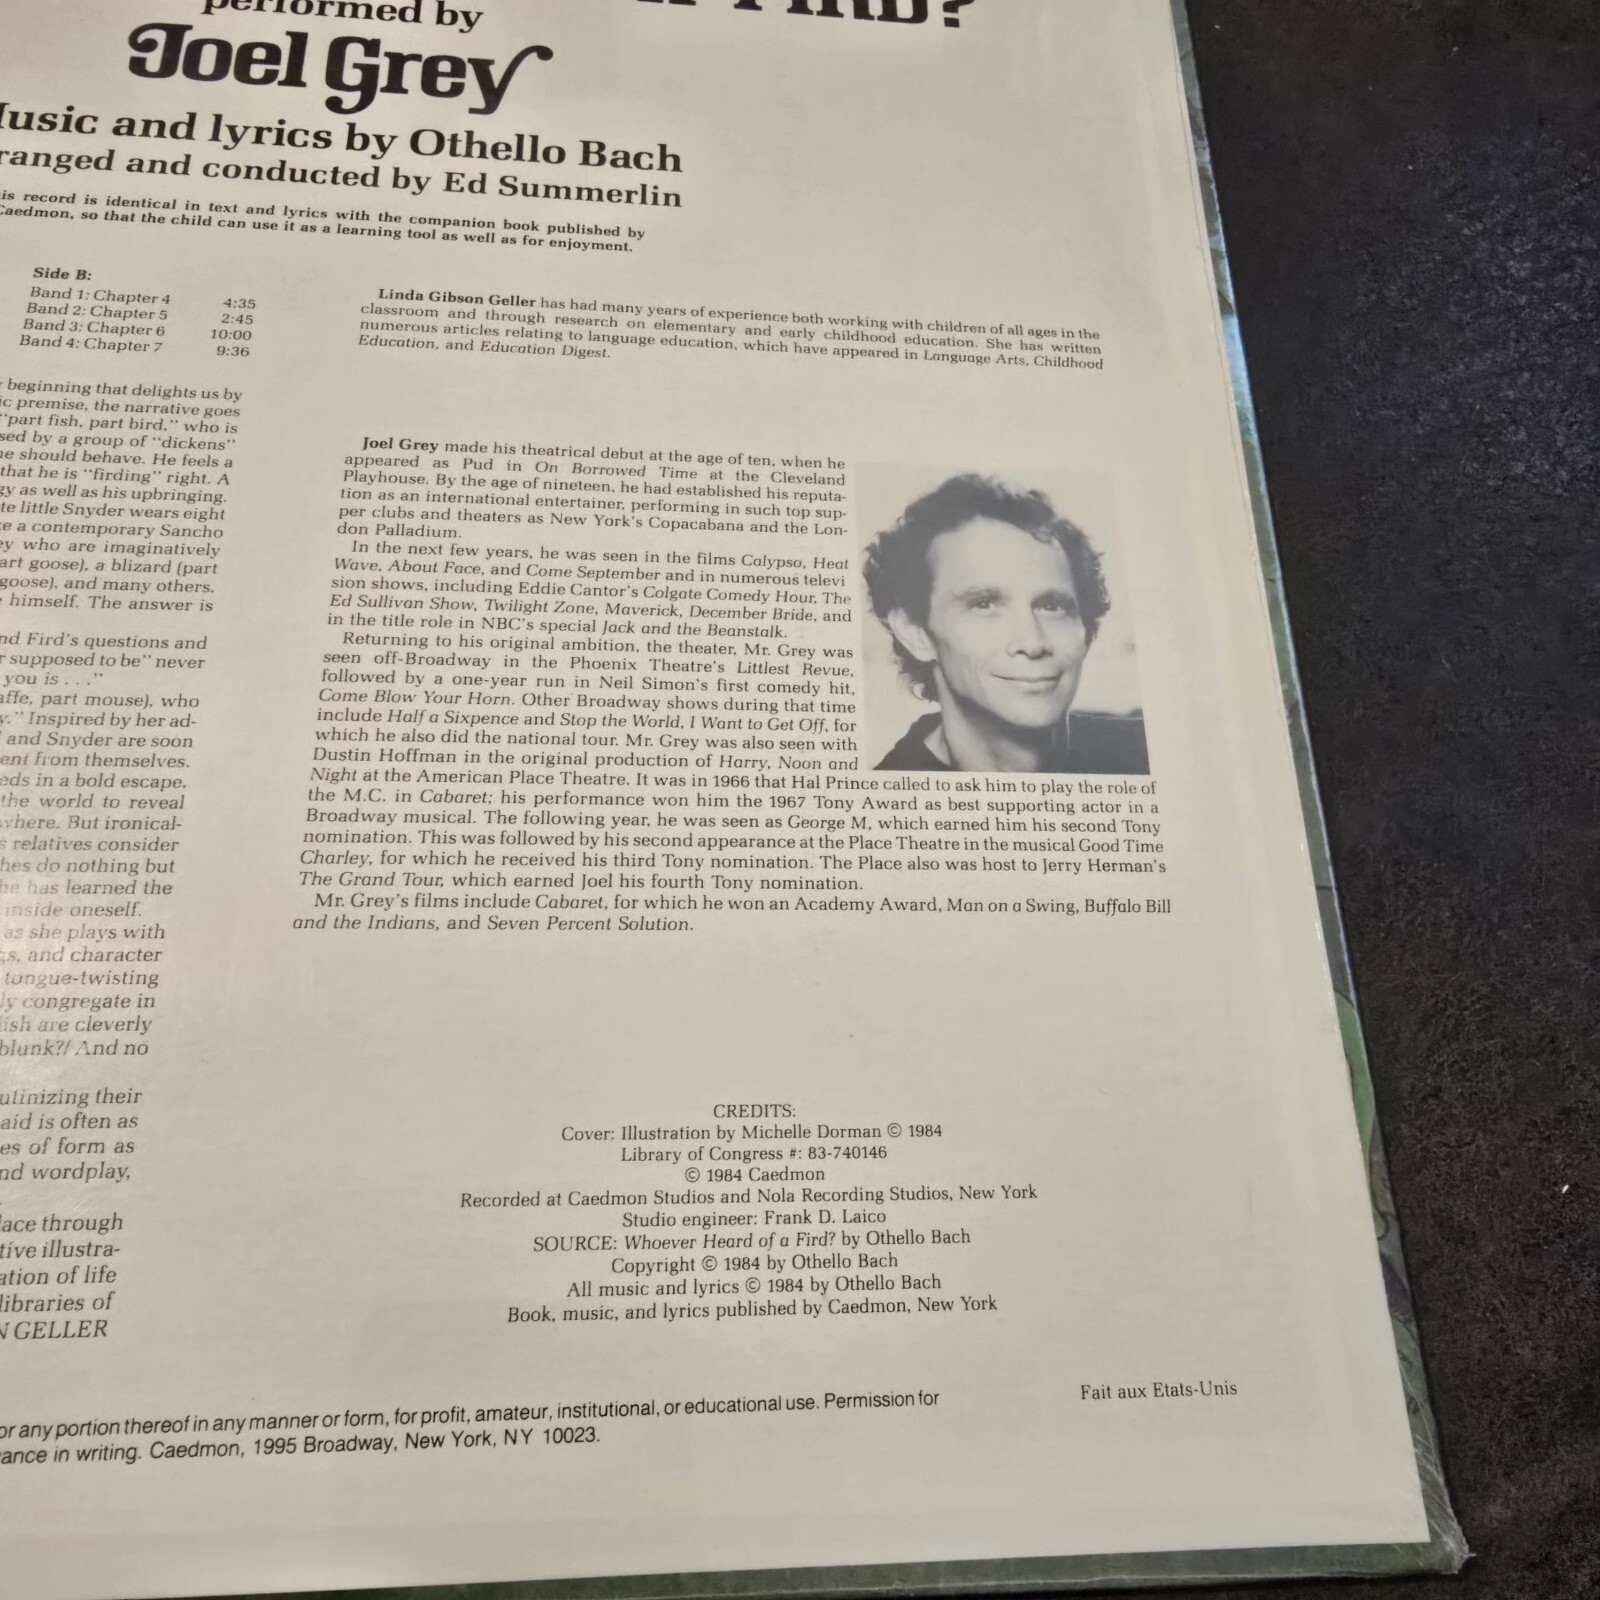 performed by
FIRD?
Joel Grey
Music and lyrics by Othello Bach
ranged and conducted by Ed Summerlin
is record is identical in text and lyrics with the companion book published by
Caedmon, so that the child can use it as a learning tool as well as for enjoyment.
Side B:
Band 1: Chapter 4 4:35
Band 2: Chapter 5 2:45
Band 3: Chapter 6 10:00
Band 4: Chapter 7 9:36
beginning that delights us by
ic premise, the narrative goes
"part fish, part bird," who is
sed by a group of "dickens"
he should behave. He feels a
that he is "firding" right. A
gy as well as his upbringing.
te little Snyder wears eight
ke a contemporary Sancho
ey who are imaginatively
art goose), a blizard (part
goose), and many others.
himself. The answer is
nd Fird's questions and
r supposed to be" never
you is . . ."
affe, part mouse), who
y." Inspired by her ad-
and Snyder are soon
ent from themselves.
eds in a bold escape.
the world to reveal
where. But ironical-
s relatives consider
hes do nothing but
he has learned the
inside oneself.
as she plays with
gs, and character
tongue-twisting
ly congregate in
lish are cleverly
blunk?/ And no
utinizing their
aid is often as
es of form as
nd wordplay,
lace through
tive illustra-
ation of life
libraries of
N GELLER
Linda Gibson Geller has had many years of experience both working with children of all ages in the
classroom and through research on elementary and early childhood education. She has written
numerous articles relating to language education, which have appeared in Language Arts, Childhood
Education, and Education Digest.
Joel Grey made his theatrical debut at the age of ten, when he
appeared as Pud in On Borrowed Time at the Cleveland
Playhouse. By the age of nineteen, he had established his reputa-
tion as an international entertainer, performing in such top sup-
per clubs and theaters as New York's Copacabana and the Lon-
don Palladium.
In the next few years, he was seen in the films Calypso, Heat
Wave, About Face, and Come September and in numerous televi
sion shows, including Eddie Cantor's Colgate Comedy Hour, The
Ed Sullivan Show, Twilight Zone, Maverick, December Bride, and
in the title role in NBC's special Jack and the Beanstalk.
Returning to his original ambition, the theater, Mr. Grey was
seen off-Broadway in the Phoenix Theatre's Littlest Revue,
followed by a one-year run in Neil Simon's first comedy hit,
Come Blow Your Horn. Other Broadway shows during that time
include Half a Sixpence and Stop the World, I Want to Get Off, for
which he also did the national tour. Mr. Grey was also seen with
Dustin Hoffman in the original production of Harry, Noon and
Night at the American Place Theatre. It was in 1966 that Hal Prince called to ask him to play the role of
the M.C. in Cabaret; his performance won him the 1967 Tony Award as best supporting actor in a
Broadway musical. The following year, he was seen as George M, which earned him his second Tony
nomination. This was followed by his second appearance at the Place Theatre in the musical Good Time
Charley, for which he received his third Tony nomination. The Place also was host to Jerry Herman's
The Grand Tour, which earned Joel his fourth Tony nomination.
Mr. Grey's films include Cabaret, for which he won an Academy Award, Man on a Swing, Buffalo Bill
and the Indians, and Seven Percent Solution.
CREDITS:
Cover: Illustration by Michelle Dorman © 1984
Library of Congress #: 83-740146
© 1984 Caedmon
Recorded at Caedmon Studios and Nola Recording Studios, New York
Studio engineer: Frank D. Laico
SOURCE: Whoever Heard of a Fird? by Othello Bach
Copyright © 1984 by Othello Bach
All music and lyrics © 1984 by Othello Bach
Book, music, and lyrics published by Caedmon, New York
Fait aux Etats-Unis
or any portion thereof in any manner or form, for profit, amateur, institutional, or educational use. Permission for
ance in writing. Caedmon, 1995 Broadway, New York, NY 10023.